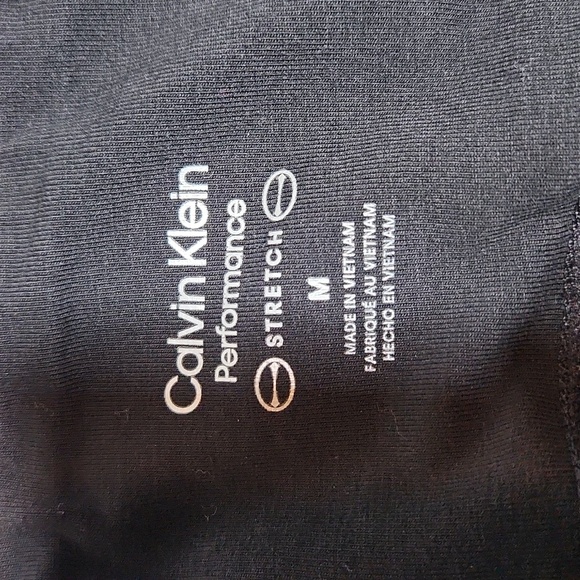 Calvin Klein
Performance
STRETCH
M
MADE IN VIETNAM
FABRIQUÉ AU VIETNAM
HECHO EN VIETNAM